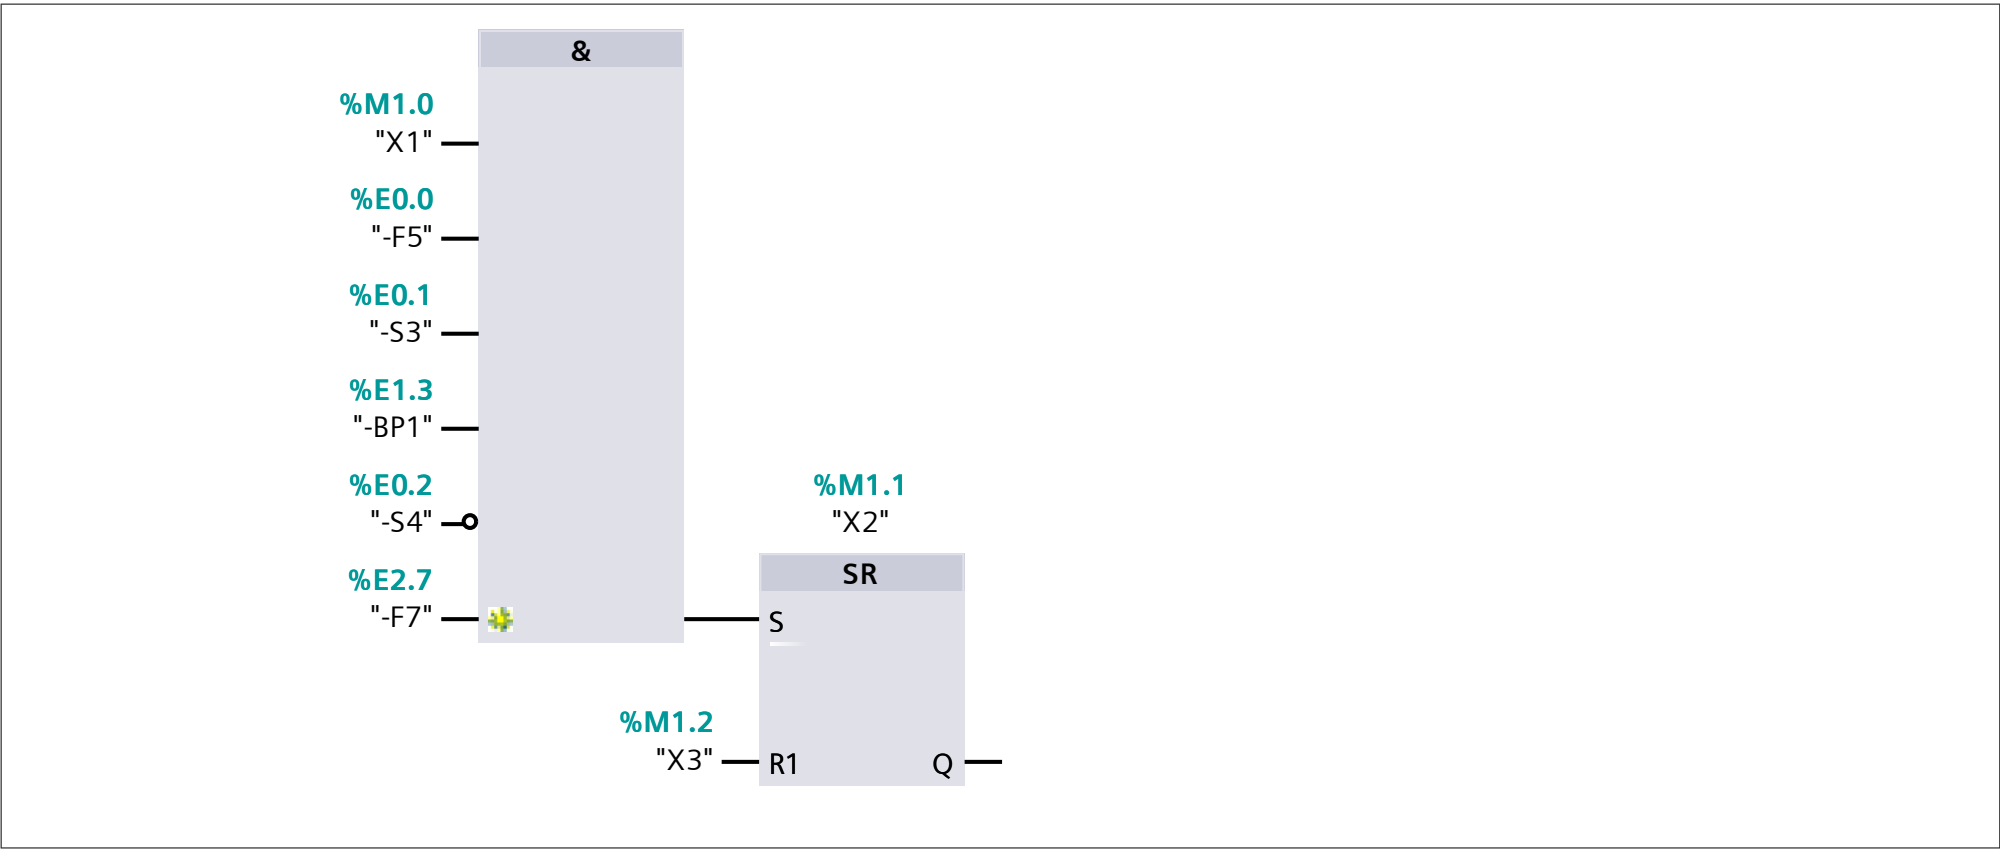 &
%M1.0
"X1"
%E0.0
"-F5"
%E0.1
"-S3"
%E1.3
"-BP1"
%E0.2
"-S4"
%E2.7
"-F7"
%M1.1
"X2"
SR
S
%M1.2
"X3"
R1 Q